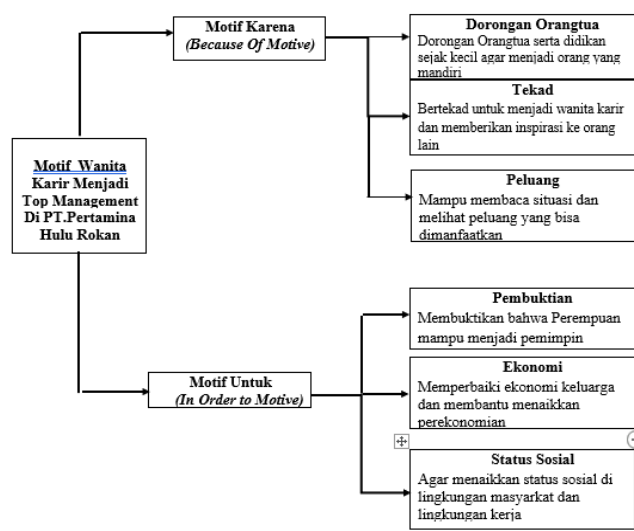 Motif Karena
(Because Of Motive)
Dorongan Orangtua
Dorongan Orangtua serta didikan
sejak kecil agar menjadi orang yang
mandiri
Tekad
Bertekad untuk menjadi wanita karir
dan memberikan inspirasi ke orang
lain
Peluang
Mampu membaca situasi dan
melihat peluang yang bisa
dimanfaatkan
Motif Wanita
Karir Menjadi
Top Management
Di PT.Pertamina
Hulu Rokan
Motif Untuk
(In Order to Motive)
Pembuktian
Membuktikan bahwa Perempuan
mampu menjadi pemimpin
Ekonomi
Memperbaiki ekonomi keluarga
dan membantu menaikkan
perekonomian
Status Sosial
Agar menaikkan status sosial di
lingkungan masyarkat dan
lingkungan kerja